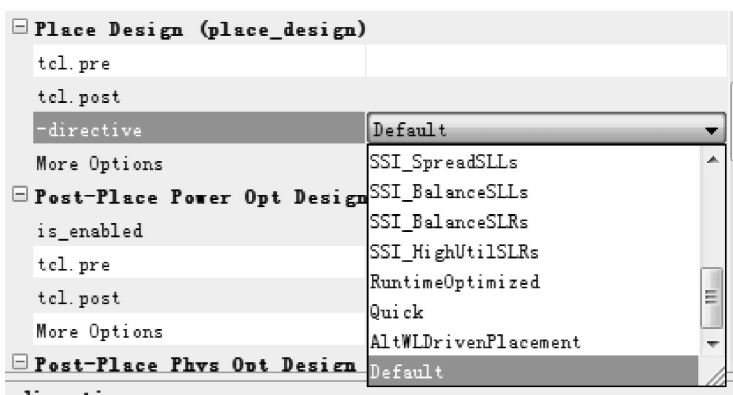 Place Design (place_design)
tcl.pre
tcl.post
-directive Default
More Options SSI_SpreadSLLs
Post-Place Power Opt Design SSI_BalanceSLLs
is_enabled SSI_BalanceSLRs
SSI_HighUtilSLRs
tcl.pre RuntimeOptimized
tcl.post Quick
More Options AltWLDrivenPlacement
Post-Place Phys Opt Design Default